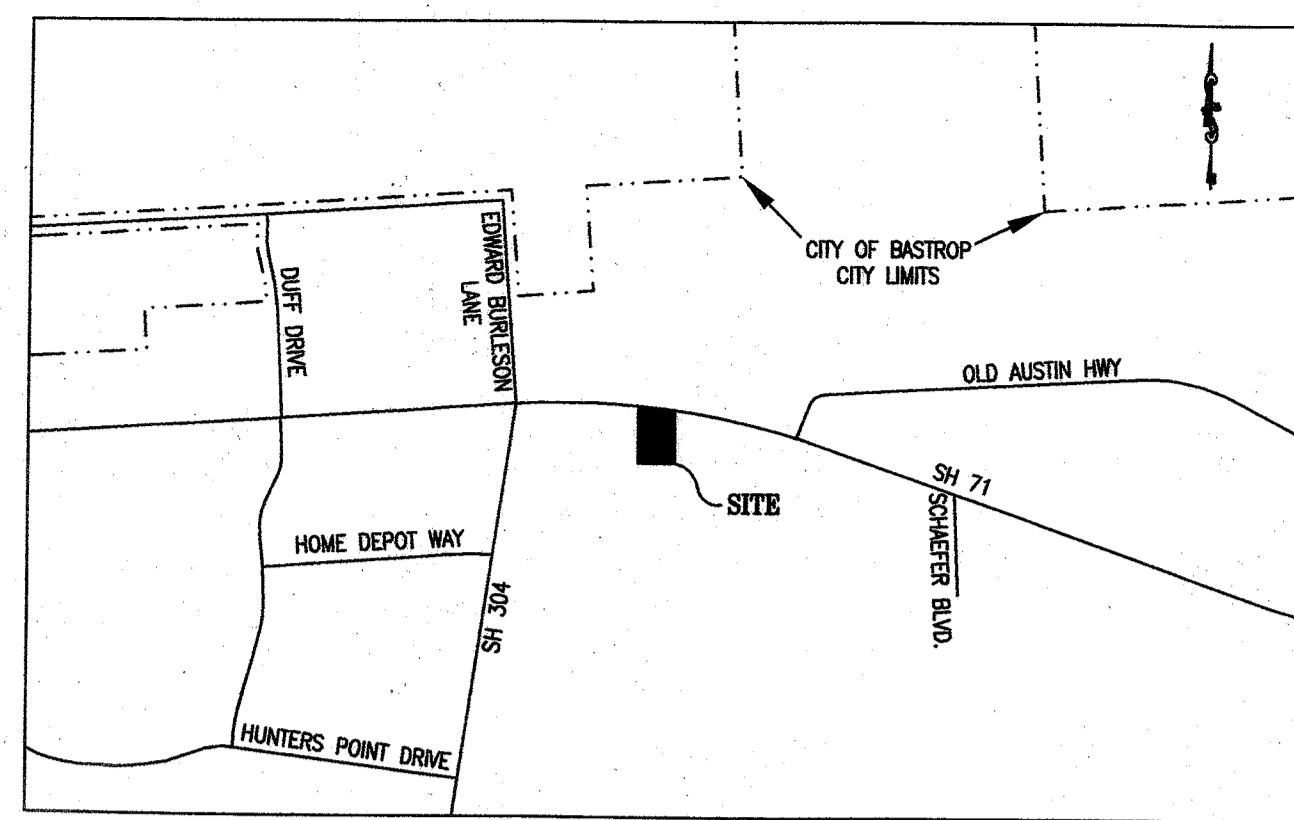 CITY OF BASTROP
CITY LIMITS
EDWARD BURLESON
LANE
DUFF DRIVE
OLD AUSTIN HWY
SH 71
SITE
SCHAEFER BLVD.
HOME DEPOT WAY
SH 304
HUNTERS POINT DRIVE